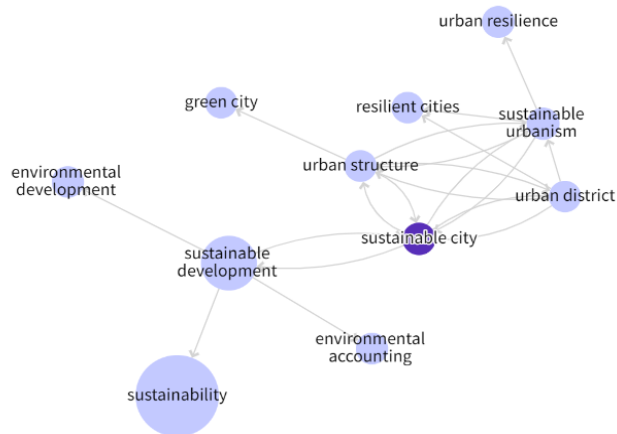 urban resilience
green city
resilient cities
sustainable
urbanism
urban structure
environmental
development
urban district
sustainable city
sustainable
development
environmental
accounting
sustainability